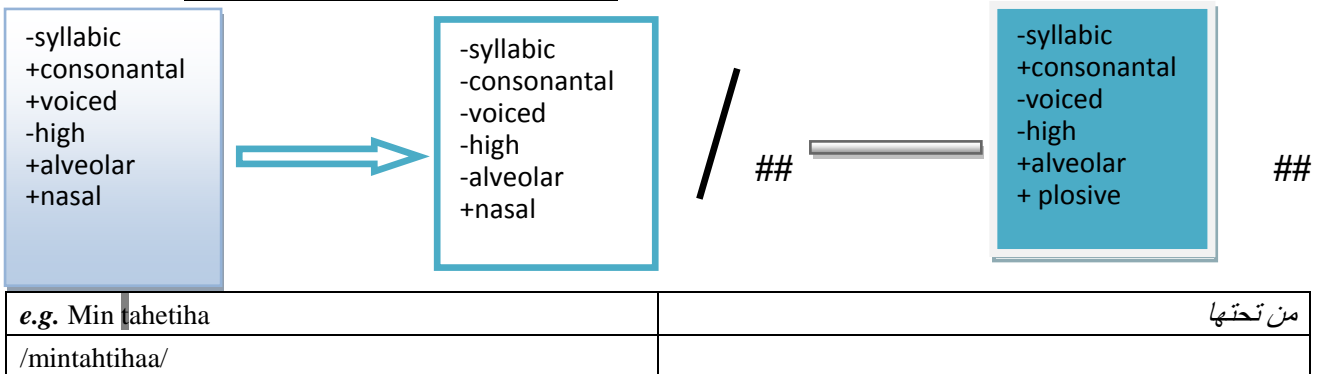 -syllabic
+consonantal
+voiced
-high
+alveolar
+nasal
-syllabic
-consonantal
-voiced
-high
-alveolar
+nasal
/
## ##
-syllabic
+consonantal
-voiced
-high
+alveolar
+ plosive
e.g. Min tahetiha
من تحتها
/mintahtihaa/